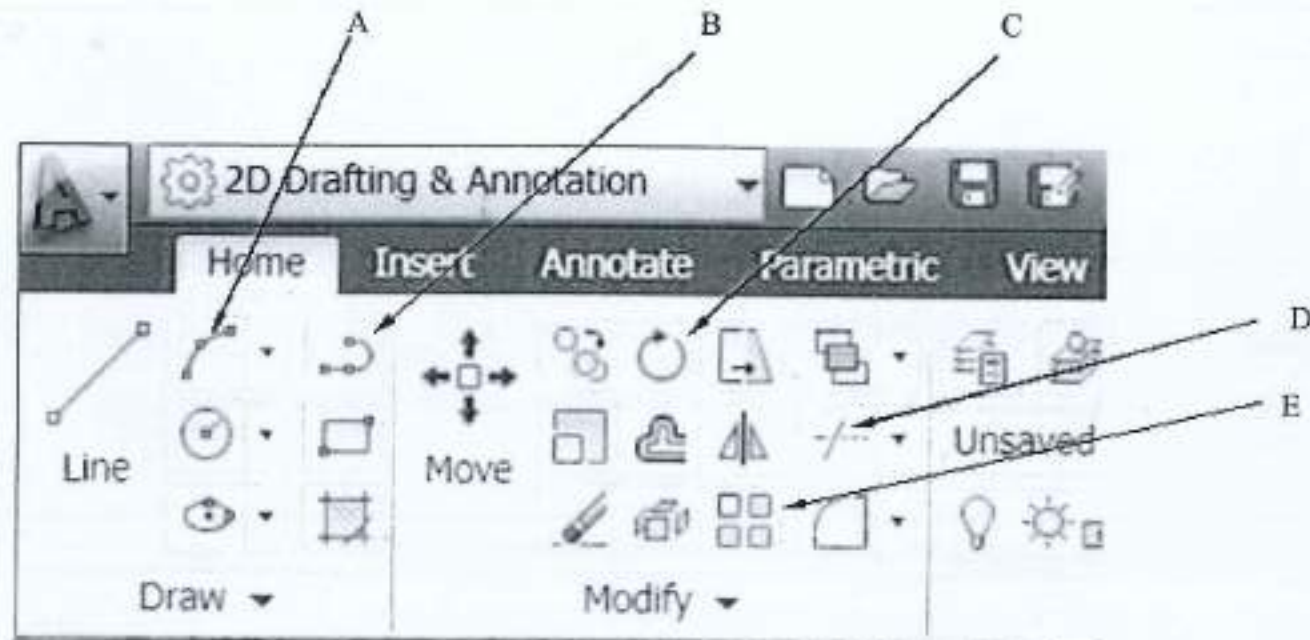 A
B
C
2D Drafting & Annotation
Home Insert Annotate Parametric View
D
E
Line
Move
Unsaved
Draw
Modify